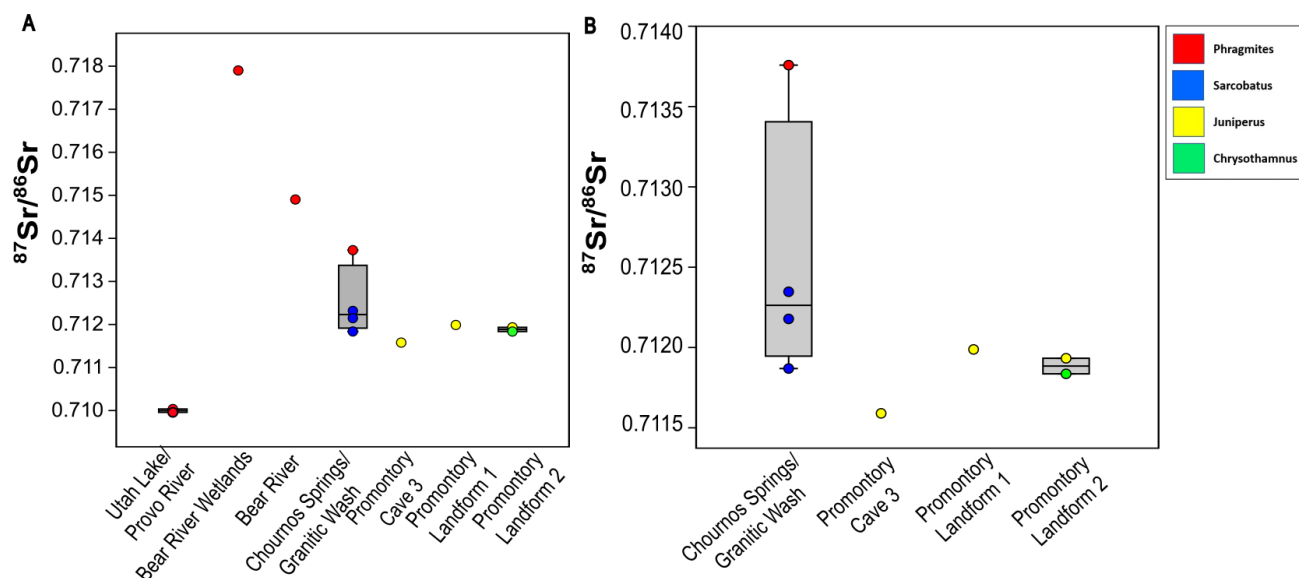 A
⁸⁷Sr/⁸⁶Sr
0.718
0.717
0.716
0.715
0.714
0.713
0.712
0.711
0.710
Utah Lake/
Provo River
Bear River Wetlands
Bear River
Chournos Springs/
Granitic Wash
Promontory
Cave 3
Promontory
Landform 1
Promontory
Landform 2
B
⁸⁷Sr/⁸⁶Sr
0.7140
0.7135
0.7130
0.7125
0.7120
0.7115
Chournos Springs/
Granitic Wash
Promontory
Cave 3
Promontory
Landform 1
Promontory
Landform 2
Phragmites
Sarcobatus
Juniperus
Chrysothamnus